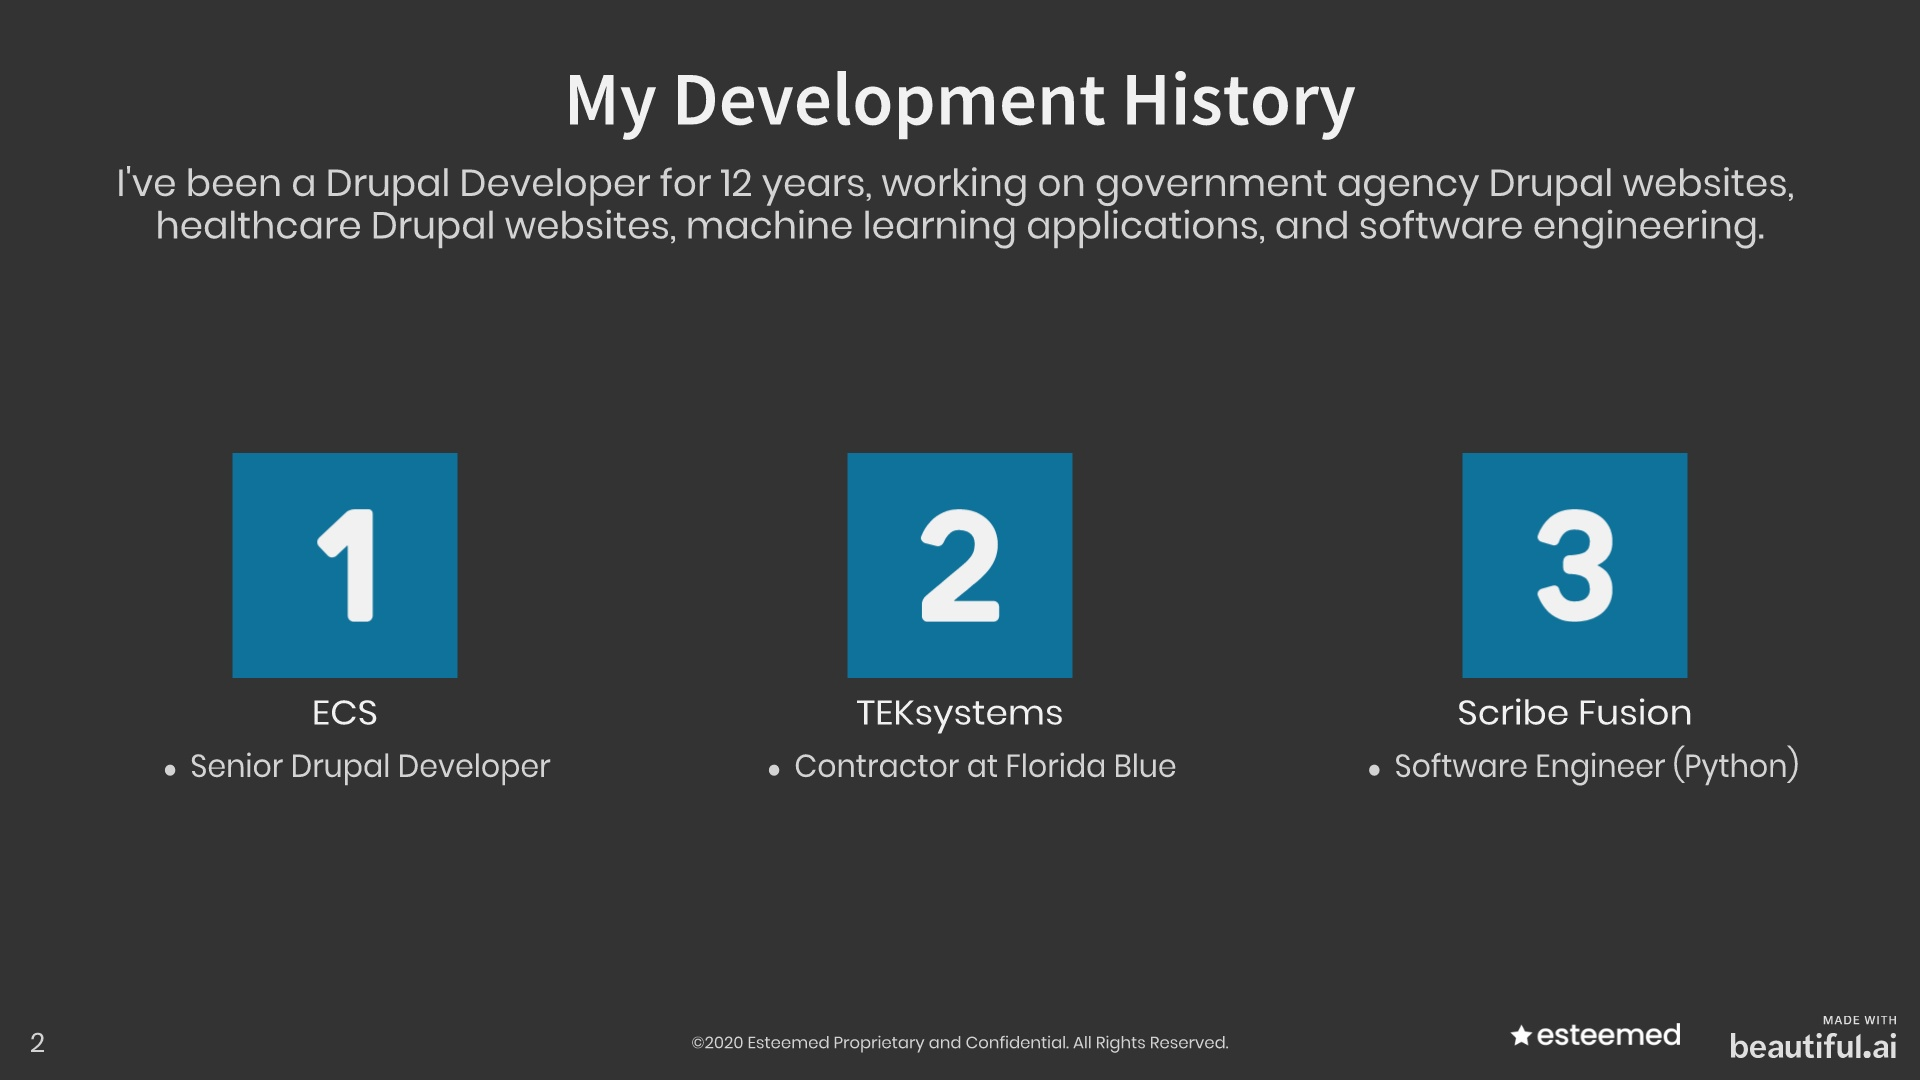 My Development History
I've been a Drupal Developer for 12 years, working on government agency Drupal websites,
healthcare Drupal websites, machine learning applications, and software engineering.
1
2
3
ECS
TEKsystems
Scribe Fusion
• Senior Drupal Developer
• Contractor at Florida Blue
• Software Engineer (Python)
2
©2020 Esteemed Proprietary and Confidential. All Rights Reserved.
esteemed
MADE WITH
beautiful.ai